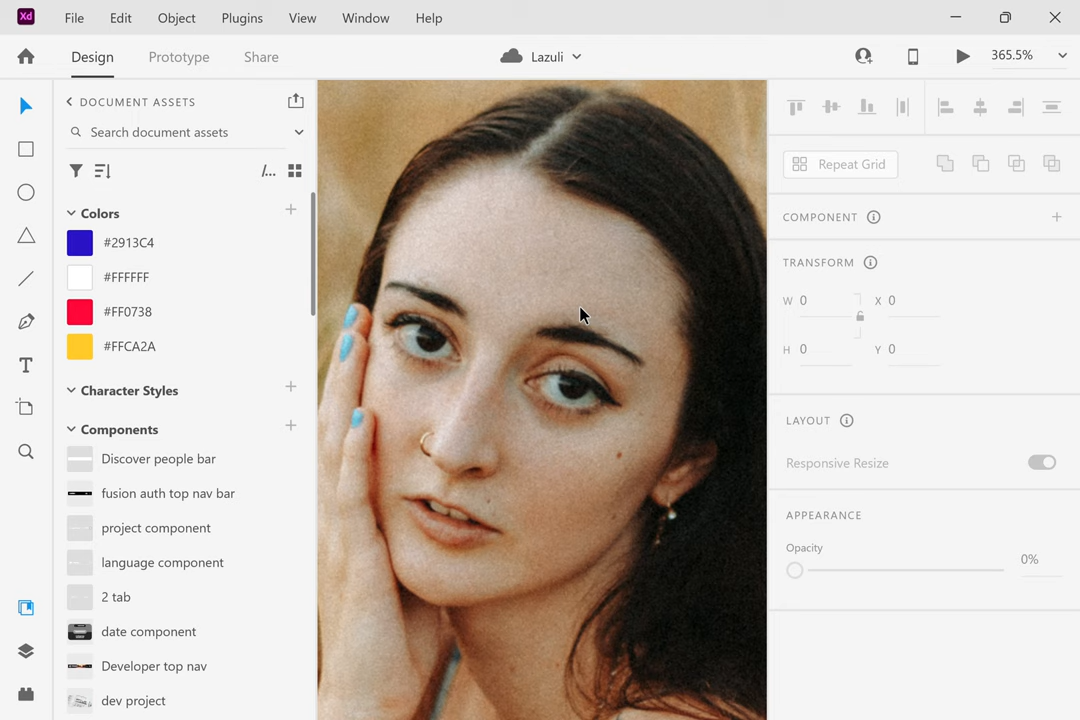 Xd File Edit Object Plugins View Window Help
Design Prototype Share Lazuli 365.5%
DOCUMENT ASSETS
Search document assets
/...
Colors
#2913C4
#FFFFFF
#FF0738
#FFCA2A
Character Styles
Components
Discover people bar
fusion auth top nav bar
project component
language component
2 tab
date component
Developer top nav
dev project
T
Repeat Grid
COMPONENT
TRANSFORM
W 0 X 0
H 0 Y 0
LAYOUT
Responsive Resize
APPEARANCE
Opacity
0%